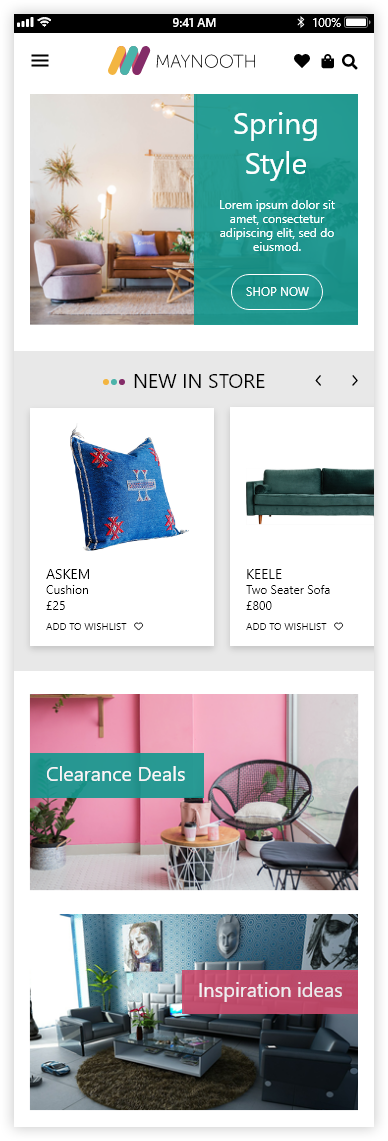 9:41 AM 100%
MAYNOOTH
Spring
Style
Lorem ipsum dolor sit
amet, consectetur
adipiscing elit, sed do
eiusmod.
SHOP NOW
NEW IN STORE
ASKEM
Cushion
£25
ADD TO WISHLIST
KEELE
Two Seater Sofa
£800
ADD TO WISHLIST
Clearance Deals
Inspiration ideas